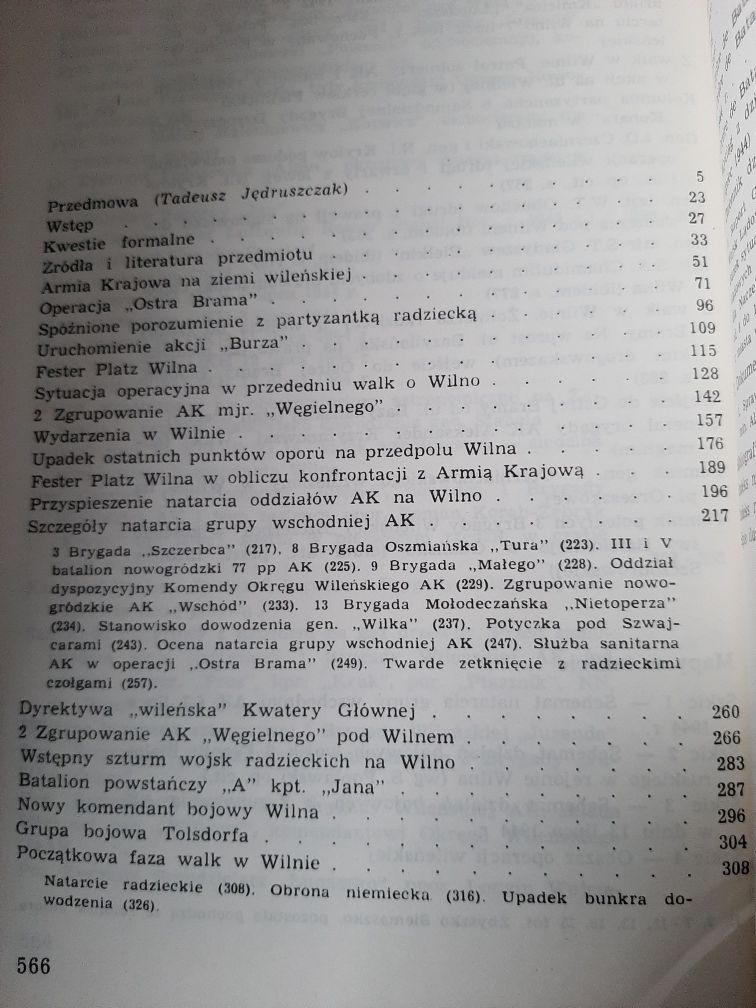 Przedmowa (Tadeusz Jędruszczak) . . . . . . . . . 5
Wstęp . . . . . . . . . . . . . 23
Kwestie formalne . . . . . . . . . . . 27
Źródła i literatura przedmiotu . . . . . . . . . 33
Armia Krajowa na ziemi wileńskiej . . . . . . . . 51
Operacja „Ostra Brama” . . . . . . . . . . 71
Spóźnione porozumienie z partyzantką radziecką . . . . . 96
Uruchomienie akcji „Burza” . . . . . . . . . 109
Fester Platz Wilna . . . . . . . . . . . 115
Sytuacja operacyjna w przededniu walk o Wilno . . . . . . 128
2 Zgrupowanie AK mjr. „Węgielnego” . . . . . . . . 142
Wydarzenia w Wilnie . . . . . . . . . . . 157
Upadek ostatnich punktów oporu na przedpolu Wilna . . . . . 176
Fester Platz Wilna w obliczu konfrontacji z Armią Krajową . . . 189
Przyspieszenie natarcia oddziałów AK na Wilno . . . . . . 196
Szczegóły natarcia grupy wschodniej AK . . . . . . . 217
3 Brygada „Szczerbca” (217). 8 Brygada Oszmiańska „Tura” (223). III i V
batalion nowogródzki 77 pp AK (225). 9 Brygada „Małego” (228). Oddział
dyspozycyjny Komendy Okręgu Wileńskiego AK (229). Zgrupowanie nowo-
gródzkie AK „Wschód” (233). 13 Brygada Mołodeczańska „Nietoperza”
(234). Stanowisko dowodzenia gen. „Wilka” (237). Potyczka pod Szwaj-
carami (243). Ocena natarcia grupy wschodniej AK (247). Służba sanitarna
AK w operacji „Ostra Brama” (249). Twarde zetknięcie z radzieckimi
czołgami (257).
Dyrektywa „wileńska” Kwatery Głównej . . . . . . . . 260
2 Zgrupowanie AK „Węgielnego” pod Wilnem . . . . . . . 266
Wstępny szturm wojsk radzieckich na Wilno . . . . . . . 283
Batalion powstańczy „A” kpt. „Jana” . . . . . . . . 287
Nowy komendant bojowy Wilna . . . . . . . . . . 296
Grupa bojowa Tolsdorfa . . . . . . . . . . . 304
Początkowa faza walk w Wilnie . . . . . . . . . . 308
Natarcie radzieckie (308). Obrona niemiecka (316). Upadek bunkra do-
wodzenia (326).
566